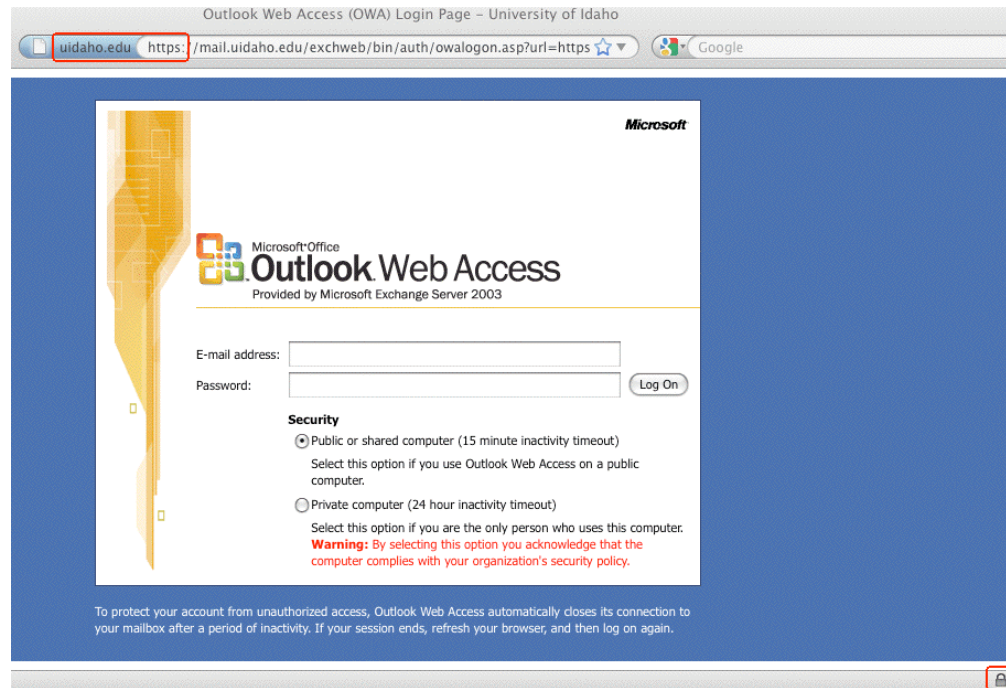 Outlook Web Access (OWA) Login Page – University of Idaho
uidaho.edu https://mail.uidaho.edu/exchweb/bin/auth/owalogon.asp?url=https Google
Microsoft
Microsoft Office
Outlook Web Access
Provided by Microsoft Exchange Server 2003
E-mail address:
Password:
Log On
Security
Public or shared computer (15 minute inactivity timeout)
Select this option if you use Outlook Web Access on a public
computer.
Private computer (24 hour inactivity timeout)
Select this option if you are the only person who uses this computer.
Warning: By selecting this option you acknowledge that the
computer complies with your organization's security policy.
To protect your account from unauthorized access, Outlook Web Access automatically closes its connection to
your mailbox after a period of inactivity. If your session ends, refresh your browser, and then log on again.